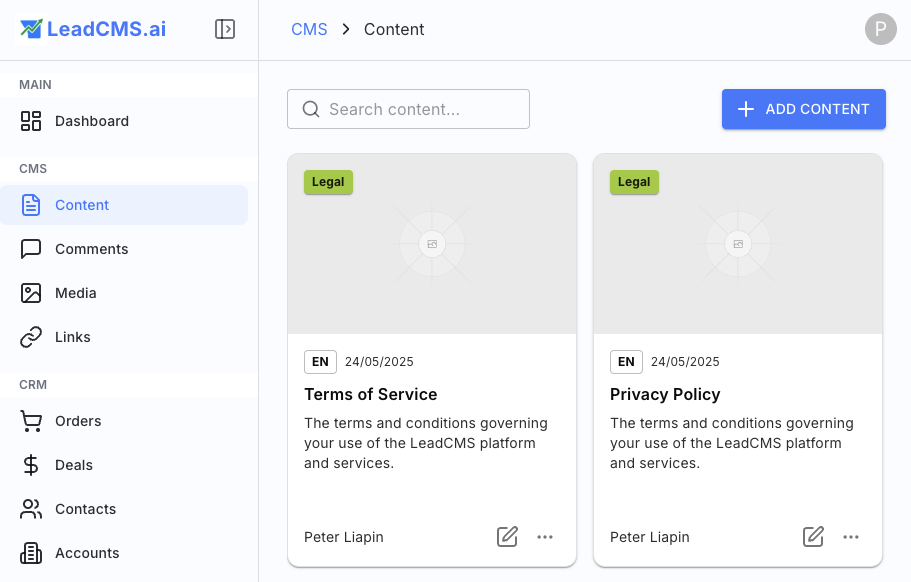 LeadCMS.ai
CMS > Content
P
MAIN
Dashboard
CMS
Content
Comments
Media
Links
CRM
Orders
Deals
Contacts
Accounts
Search content...
ADD CONTENT
Legal
EN 24/05/2025
Terms of Service
The terms and conditions governing
your use of the LeadCMS platform
and services.
Peter Liapin
Legal
EN 24/05/2025
Privacy Policy
The terms and conditions governing
your use of the LeadCMS platform
and services.
Peter Liapin